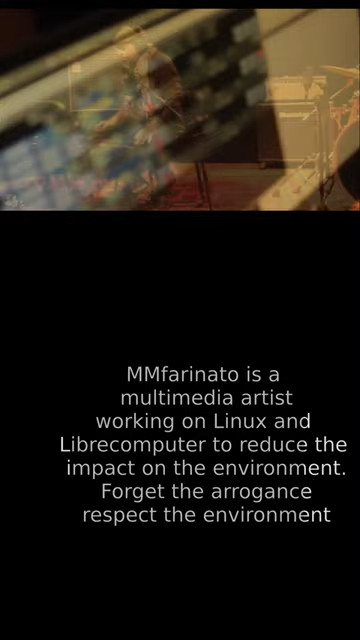 MMfarinato is a
multimedia artist
working on Linux and
Librecomputer to reduce the
impact on the environment.
Forget the arrogance
respect the environment